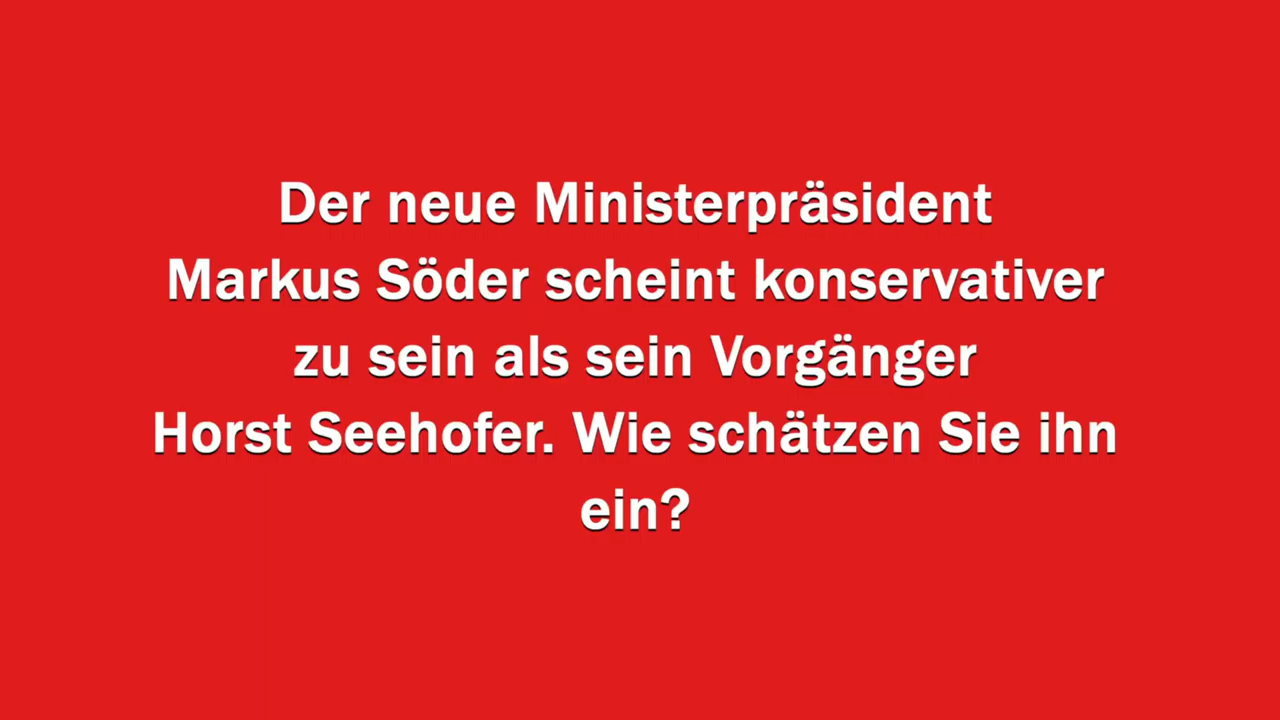 Der neue Ministerpräsident
Markus Söder scheint konservativer
zu sein als sein Vorgänger
Horst Seehofer. Wie schätzen Sie ihn
ein?